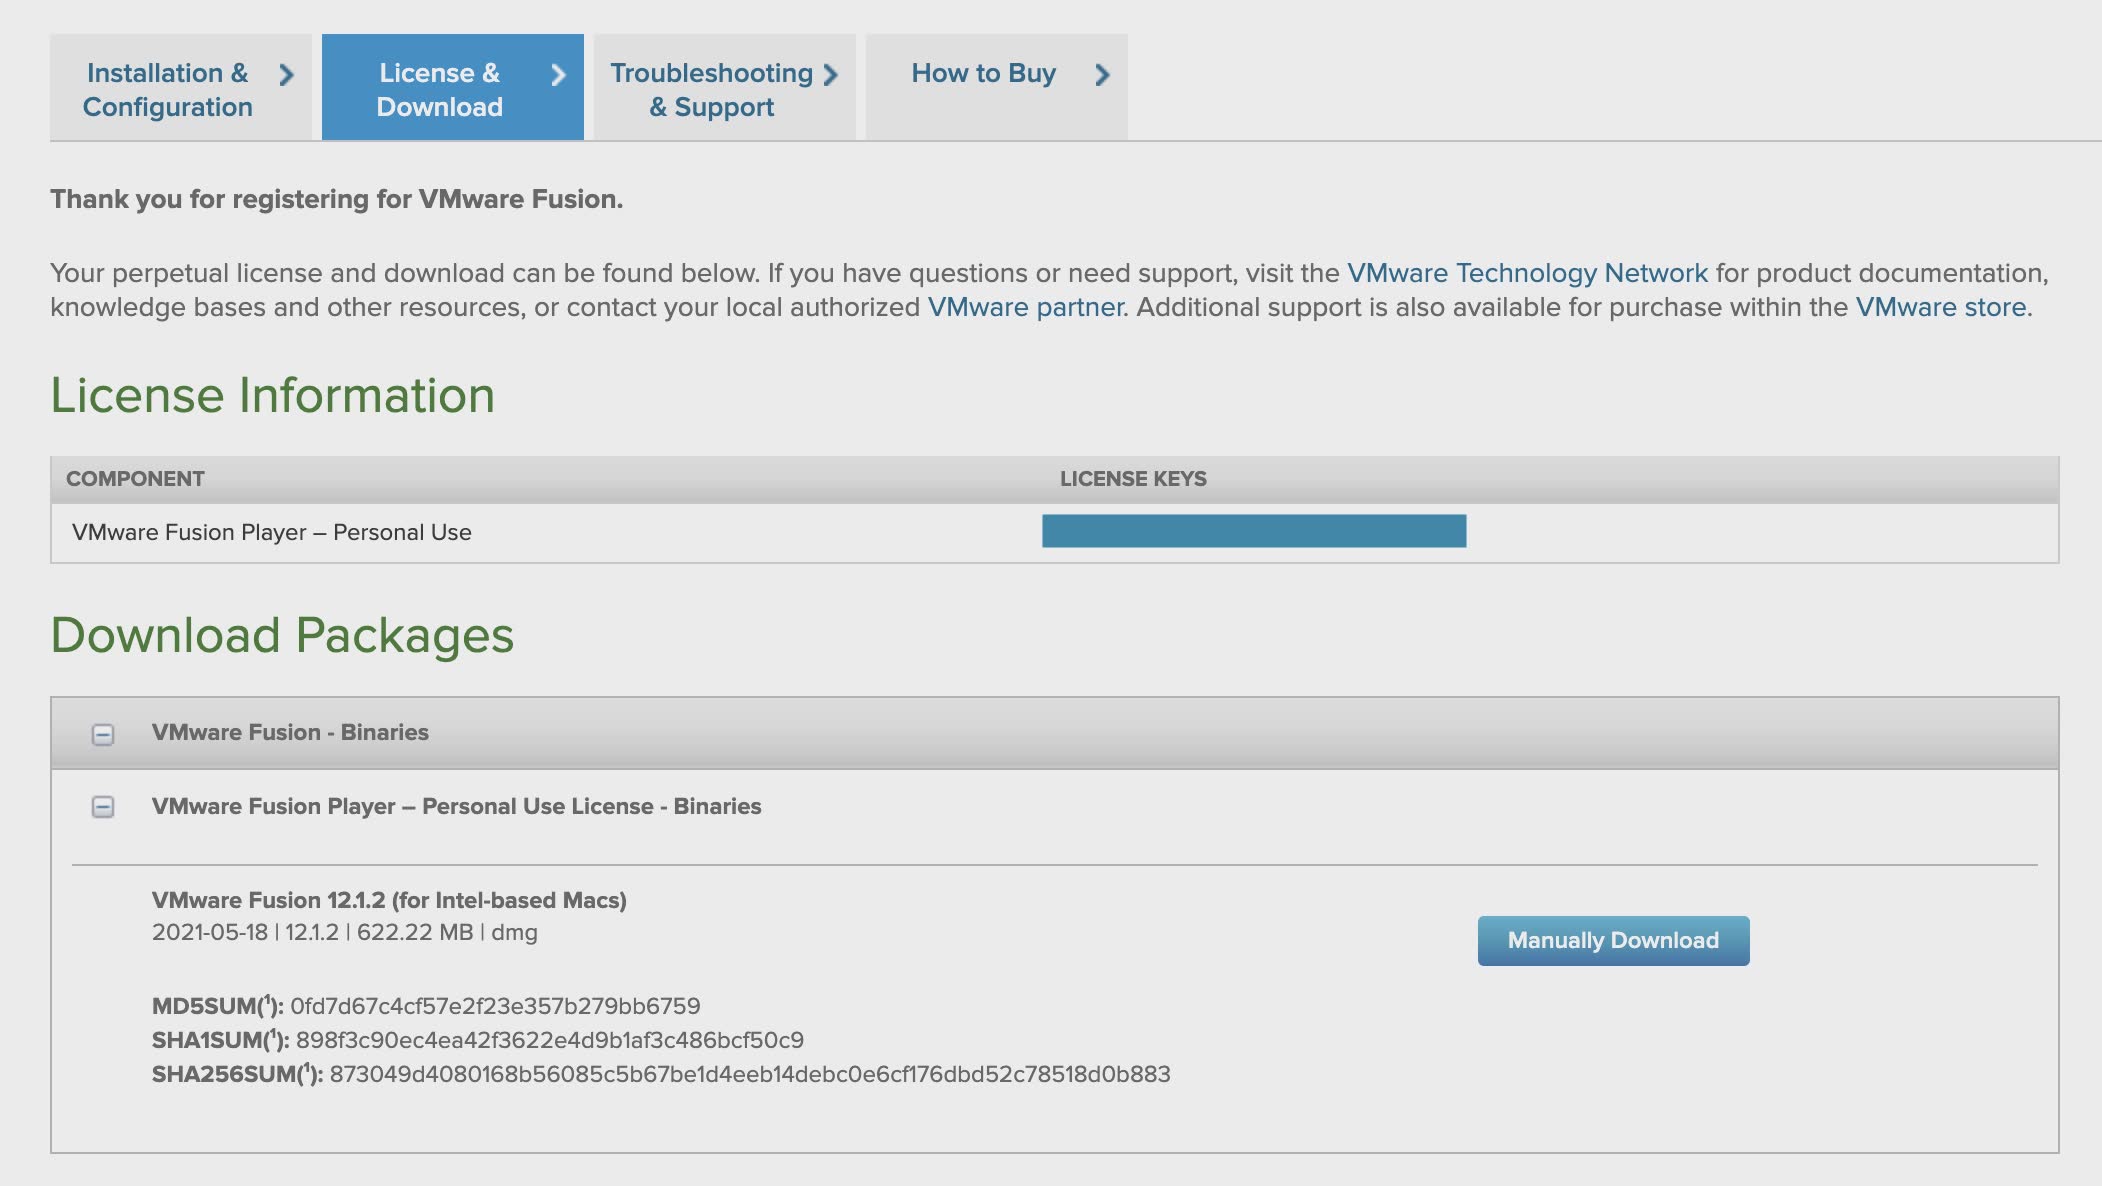 Installation &
Configuration
License &
Download
Troubleshooting
& Support
How to Buy
Thank you for registering for VMware Fusion.
Your perpetual license and download can be found below. If you have questions or need support, visit the VMware Technology Network for product documentation,
knowledge bases and other resources, or contact your local authorized VMware partner. Additional support is also available for purchase within the VMware store.
License Information
COMPONENT LICENSE KEYS
VMware Fusion Player – Personal Use
Download Packages
VMware Fusion - Binaries
VMware Fusion Player – Personal Use License - Binaries
VMware Fusion 12.1.2 (for Intel-based Macs)
2021-05-18 | 12.1.2 | 622.22 MB | dmg
Manually Download
MD5SUM(¹): 0fd7d67c4cf57e2f23e357b279bb6759
SHA1SUM(¹): 898f3c90ec4ea42f3622e4d9b1af3c486bcf50c9
SHA256SUM(¹): 873049d4080168b56085c5b67be1d4eeb14debc0e6cf176dbd52c78518d0b883